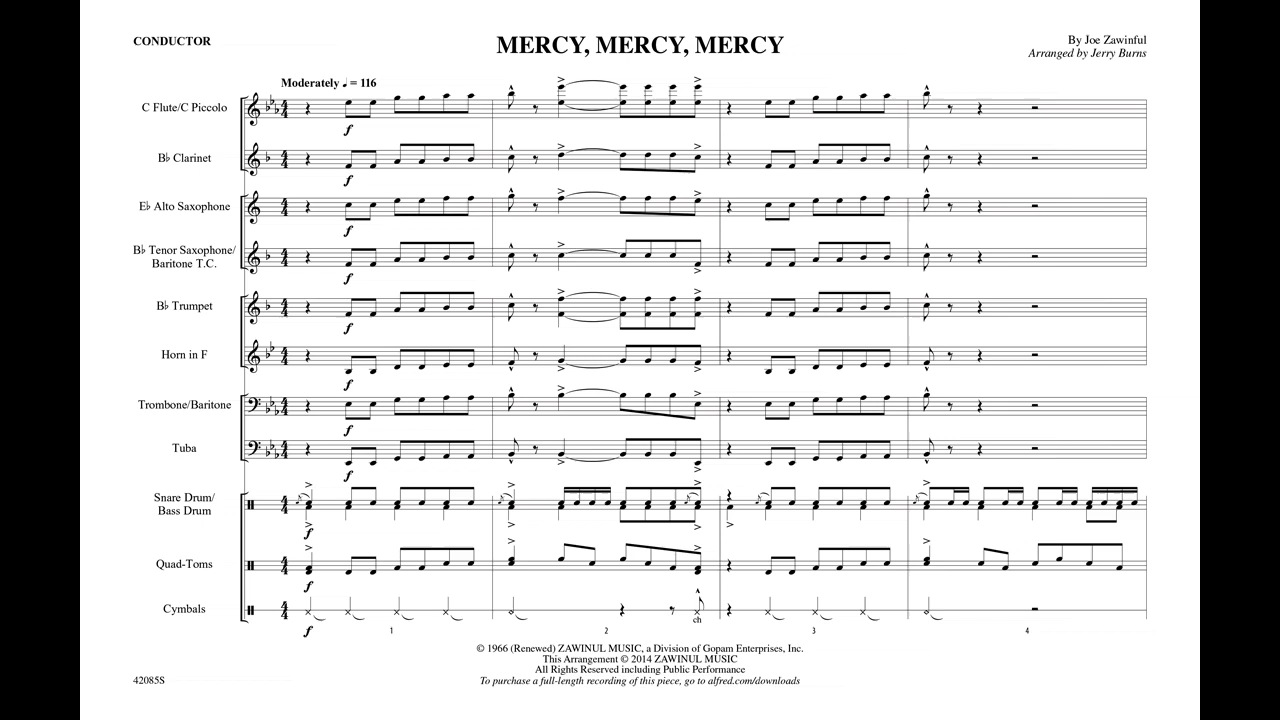 CONDUCTOR
MERCY, MERCY, MERCY
By Joe Zawinful
Arranged by Jerry Burns
Moderately ♩ = 116
C Flute/C Piccolo
f
B♭ Clarinet
f
E♭ Alto Saxophone
f
B♭ Tenor Saxophone/
Baritone T.C.
f
B♭ Trumpet
f
Horn in F
f
Trombone/Baritone
f
Tuba
f
Snare Drum/
Bass Drum
f
Quad-Toms
f
Cymbals
f
ch
1 2 3 4
© 1966 (Renewed) ZAWINUL MUSIC, a Division of Gopam Enterprises, Inc.
This Arrangement © 2014 ZAWINUL MUSIC
All Rights Reserved including Public Performance
To purchase a full-length recording of this piece, go to alfred.com/downloads
42085S